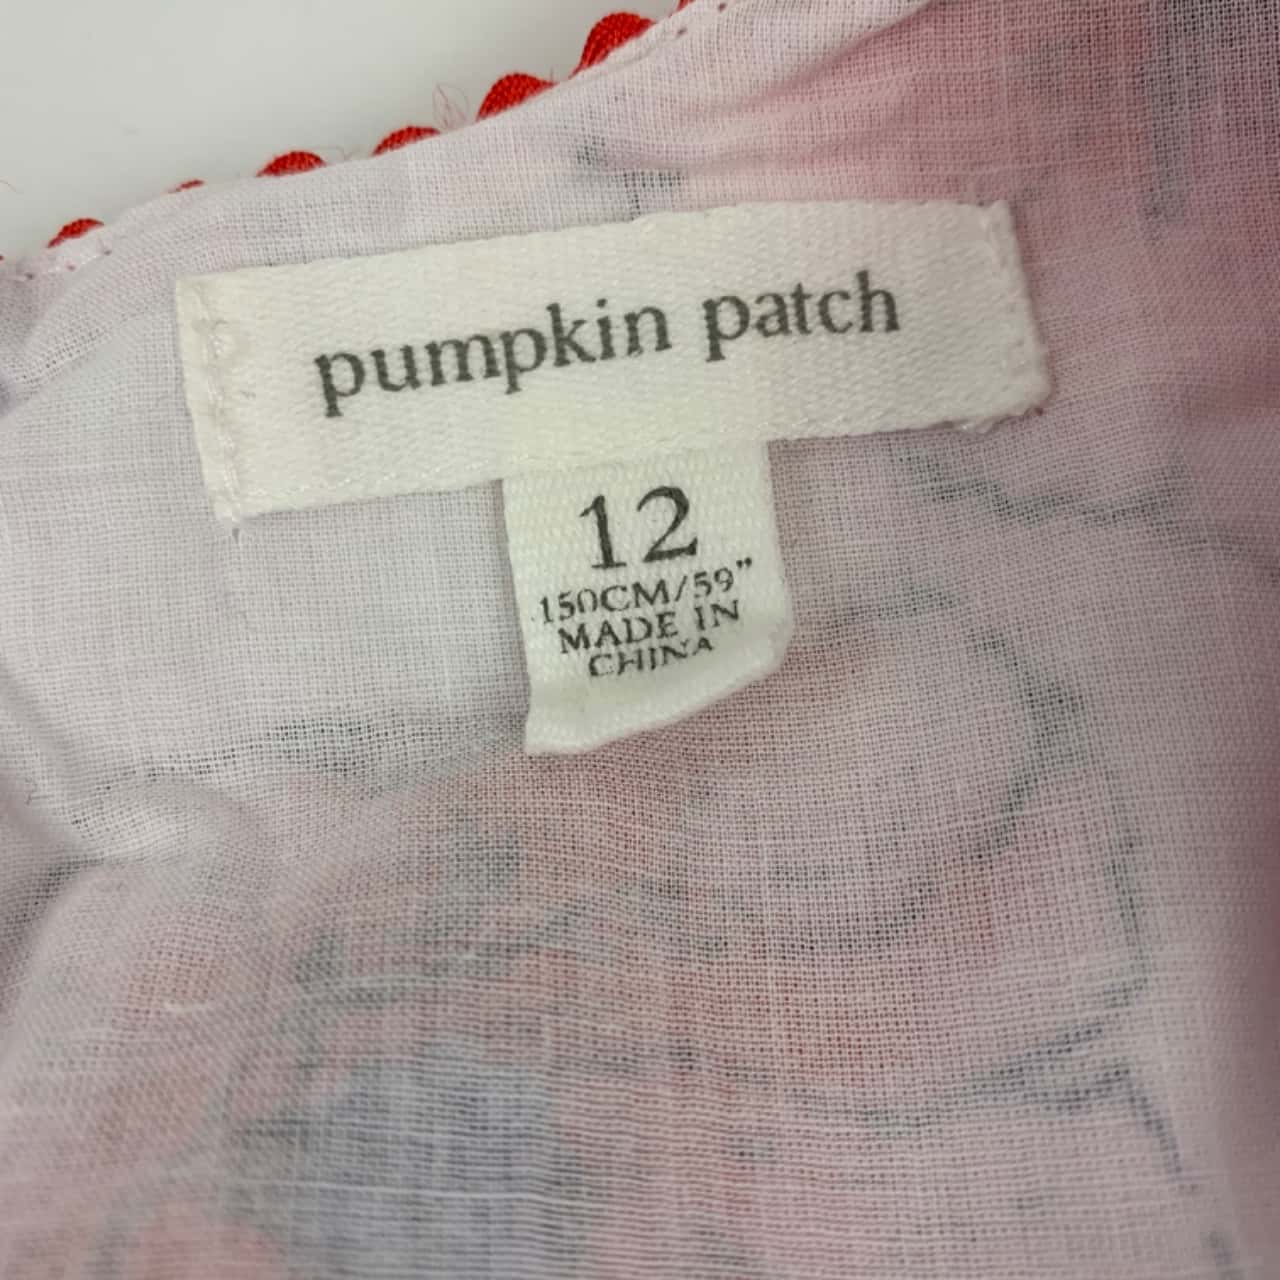 pumpkin patch
12
150CM/59"
MADE IN
CHINA